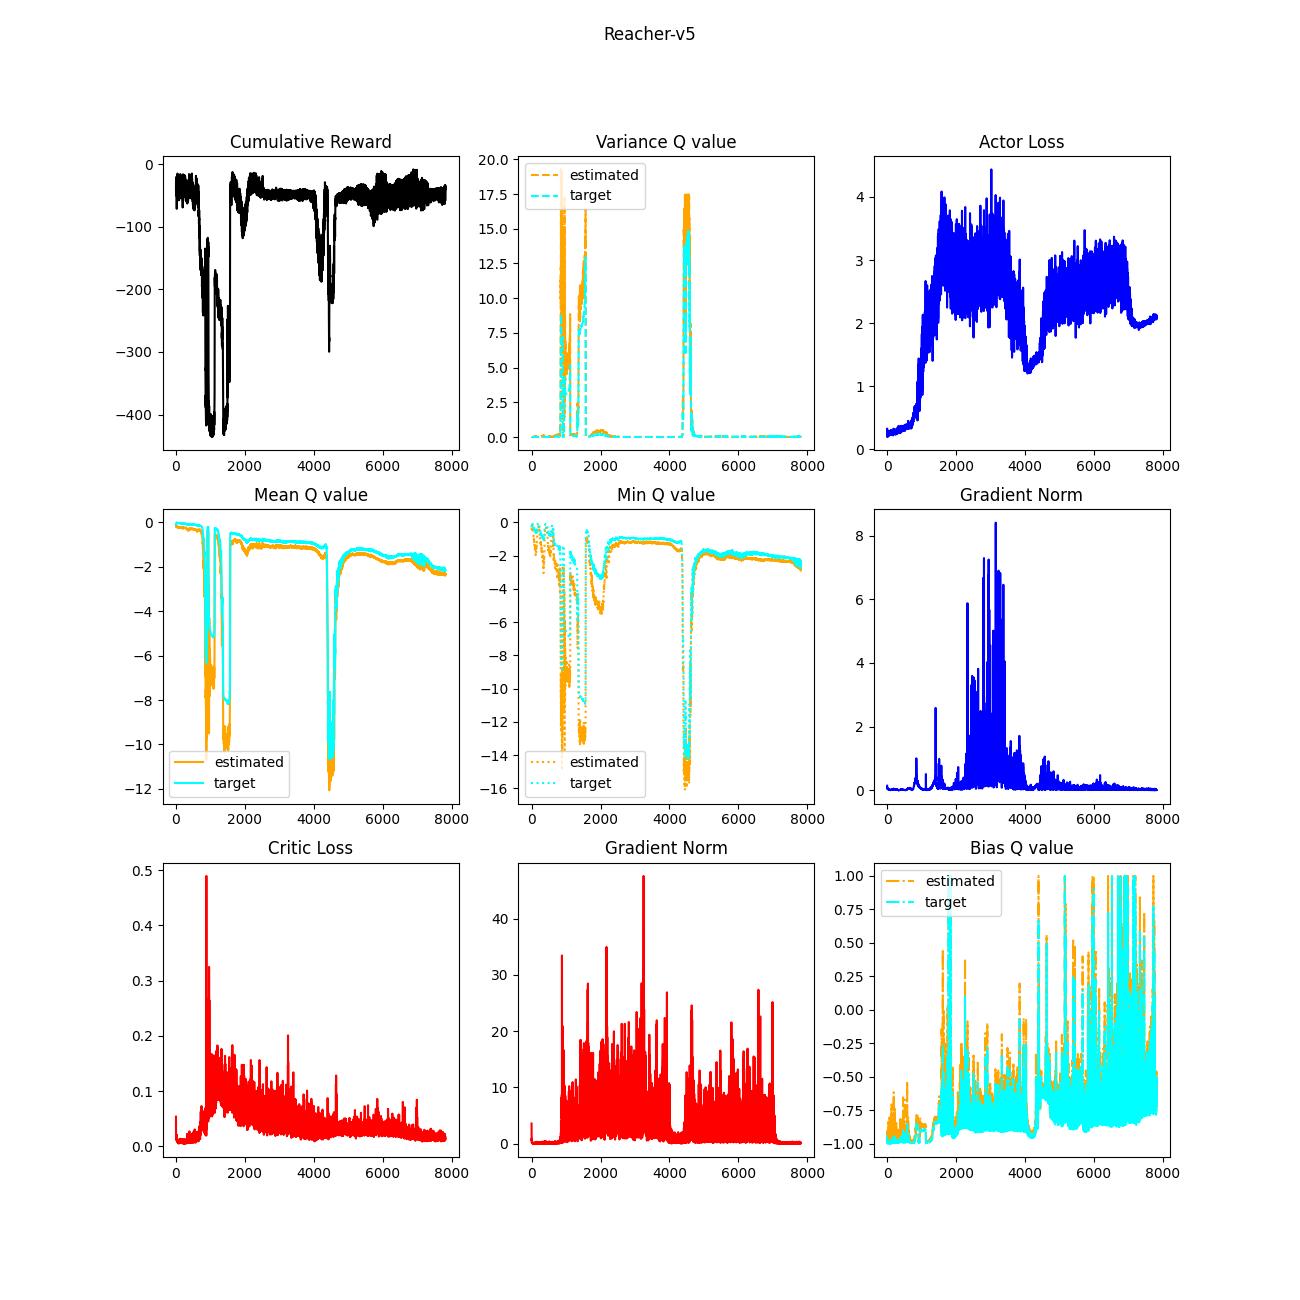 Reacher-v5
Cumulative Reward
0
−100
−200
−300
−400
0 2000 4000 6000 8000
Variance Q value
20.0
17.5
15.0
12.5
10.0
7.5
5.0
2.5
0.0
estimated
target
0 2000 4000 6000 8000
Actor Loss
4
3
2
1
0
0 2000 4000 6000 8000
Mean Q value
0
−2
−4
−6
−8
−10
−12
estimated
target
0 2000 4000 6000 8000
Min Q value
0
−2
−4
−6
−8
−10
−12
−14
−16
estimated
target
0 2000 4000 6000 8000
Gradient Norm
8
6
4
2
0
0 2000 4000 6000 8000
Critic Loss
0.5
0.4
0.3
0.2
0.1
0.0
0 2000 4000 6000 8000
Gradient Norm
40
30
20
10
0
0 2000 4000 6000 8000
Bias Q value
1.00
0.75
0.50
0.25
0.00
−0.25
−0.50
−0.75
−1.00
estimated
target
0 2000 4000 6000 8000